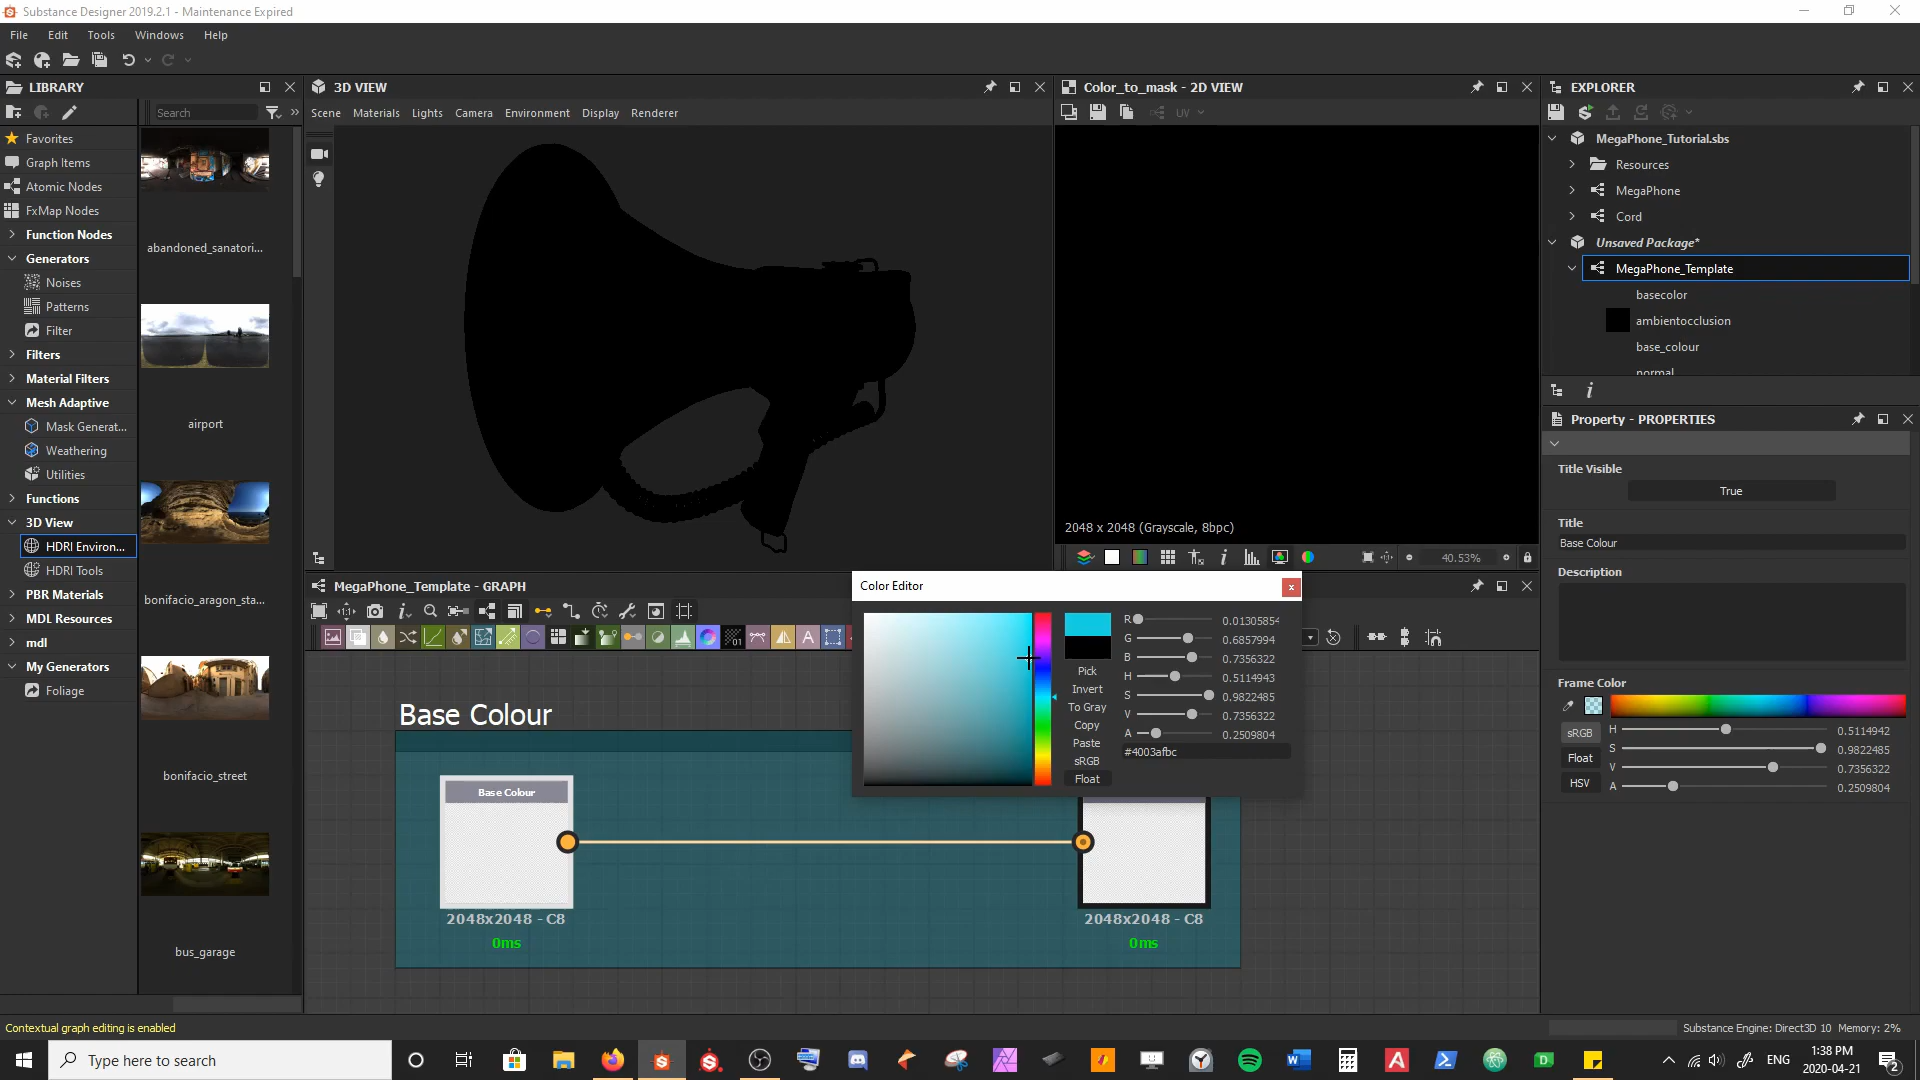 Substance Designer 2019.2.1 - Maintenance Expired
File Edit Tools Windows Help
LIBRARY
Search
Favorites
Graph Items
Atomic Nodes
FxMap Nodes
Function Nodes
Generators
Noises
Patterns
Filter
Filters
Material Filters
Mesh Adaptive
Mask Generat...
Weathering
Utilities
Functions
3D View
HDRI Environ...
HDRI Tools
PBR Materials
MDL Resources
mdl
My Generators
Foliage
abandoned_sanatori...
airport
bonifacio_aragon_sta...
bonifacio_street
bus_garage
3D VIEW
Scene Materials Lights Camera Environment Display Renderer
Color_to_mask - 2D VIEW
UV
2048 x 2048 (Grayscale, 8bpc)
40.53%
MegaPhone_Template - GRAPH
Base Colour
Base Colour
2048x2048 - C8
0ms
2048x2048 - C8
0ms
Color Editor
Pick
Invert
To Gray
Copy
Paste
sRGB
Float
R 0.01305854
G 0.6857994
B 0.7356322
H 0.5114943
S 0.9822485
V 0.7356322
A 0.2509804
#4003afbc
EXPLORER
MegaPhone_Tutorial.sbs
Resources
MegaPhone
Cord
Unsaved Package*
MegaPhone_Template
basecolor
ambientocclusion
base_colour
normal
Property - PROPERTIES
Title Visible
True
Title
Base Colour
Description
Frame Color
sRGB
Float
HSV
H 0.5114942
S 0.9822485
V 0.7356322
A 0.2509804
Contextual graph editing is enabled
Substance Engine: Direct3D 10 Memory: 2%
Type here to search
ENG
1:38 PM
2020-04-21
2